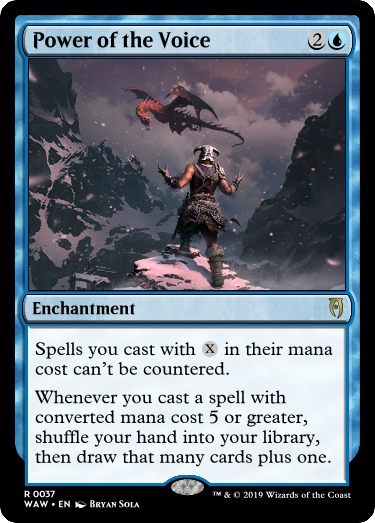 Power of the Voice 2
Enchantment
Spells you cast with X in their mana
cost can't be countered.
Whenever you cast a spell with
converted mana cost 5 or greater,
shuffle your hand into your library,
then draw that many cards plus one.
R 0037
WAW • EN Bryan Sola
™ & © 2019 Wizards of the Coast